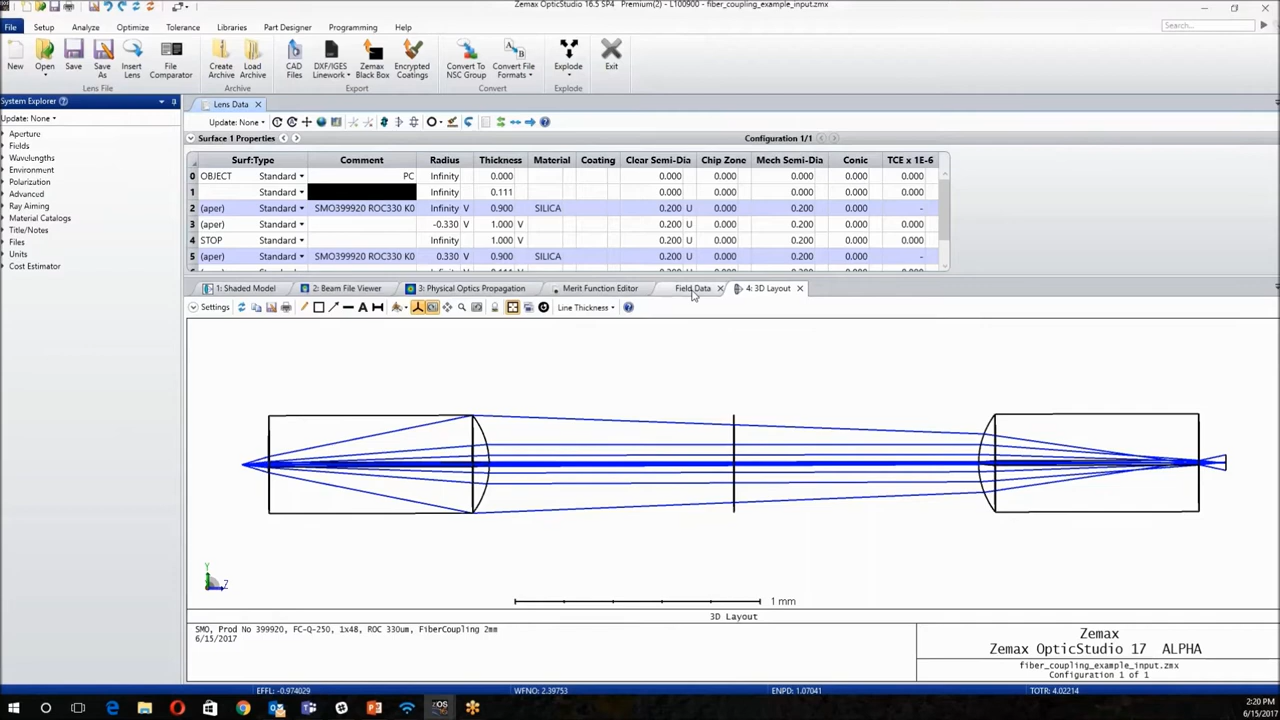 Zemax OpticStudio 16.5 SP4 Premium(2) - L100900 - fiber_coupling_example_input.zmx
File Setup Analyze Optimize Tolerance Libraries Part Designer Programming Help Search...
New Open Save Save As Insert Lens File Comparator Create Archive Load Archive CAD Files DXF/IGES Linework Zemax Black Box Encrypted Coatings Convert To NSC Group Convert File Formats Explode Exit
Lens File Archive Export Convert Explode
System Explorer
Update: None
Aperture
Fields
Wavelengths
Environment
Polarization
Advanced
Ray Aiming
Material Catalogs
Title/Notes
Files
Units
Cost Estimator
Lens Data
Update: None
Surface 1 Properties Configuration 1/1
Surf:Type Comment Radius Thickness Material Coating Clear Semi-Dia Chip Zone Mech Semi-Dia Conic TCE x 1E-6
0 OBJECT Standard PC Infinity 0.000 0.000 0.000 0.000 0.000 0.000
1 Standard Infinity 0.111 0.000 0.000 0.000 0.000 0.000
2 (aper) Standard SMO399920 ROC330 K0 Infinity V 0.900 SILICA 0.200 U 0.000 0.200 0.000 -
3 (aper) Standard -0.330 V 1.000 V 0.200 U 0.000 0.200 0.000 0.000
4 STOP Standard Infinity 1.000 V 0.200 U 0.000 0.200 0.000 0.000
5 (aper) Standard SMO399920 ROC330 K0 0.330 V 0.900 SILICA 0.200 U 0.000 0.200 0.000 -
1: Shaded Model 2: Beam File Viewer 3: Physical Optics Propagation Merit Function Editor Field Data 4: 3D Layout
Settings Line Thickness
Y
Z
1 mm
3D Layout
SMO, Prod No 399920, FC-Q-250, 1x48, ROC 330um, FiberCoupling 2mm
6/15/2017
Zemax
Zemax OpticStudio 17 ALPHA
fiber_coupling_example_input.zmx
Configuration 1 of 1
EFFL: -0.974029 WFNO: 2.39753 ENPD: 1.07041 TOTR: 4.02214
2:20 PM
6/15/2017